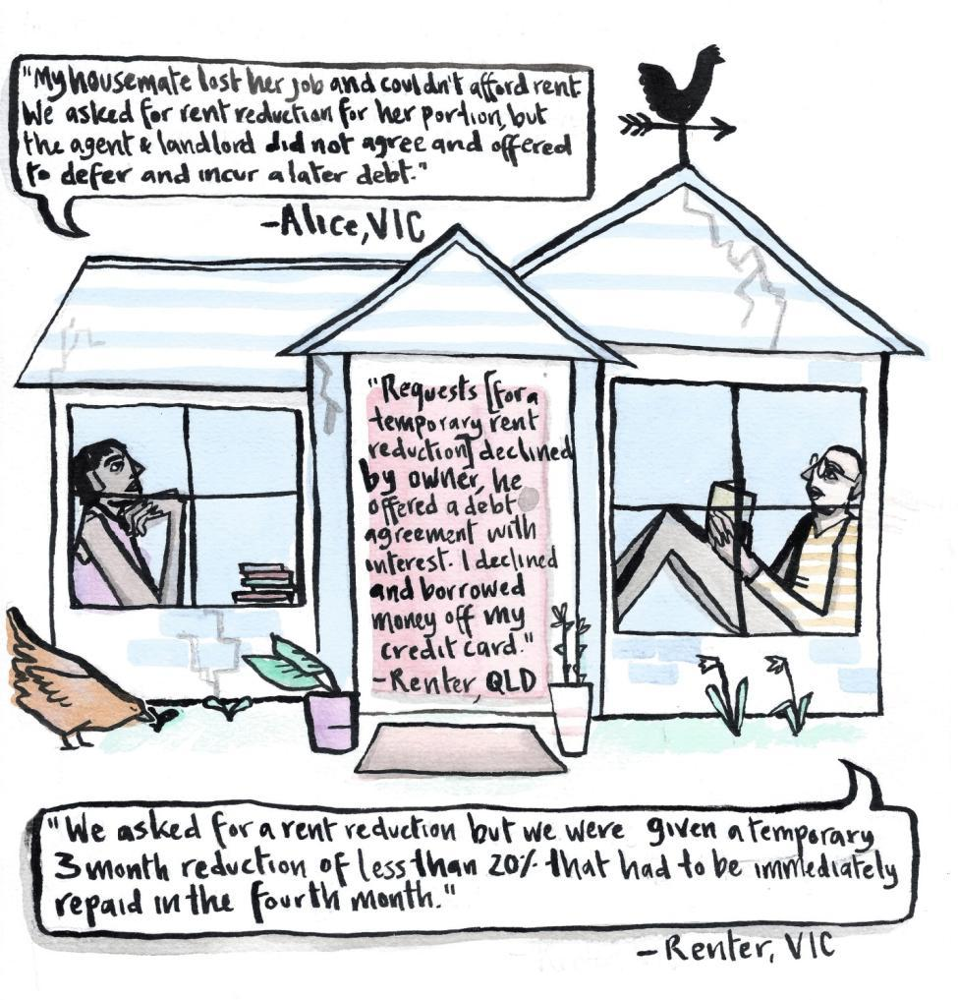 "My housemate lost her job and couldn't afford rent
We asked for rent reduction for her portion, but
the agent & landlord did not agree and offered
to defer and incur a later debt."
-Alice, VIC
"Requests [for a
temporary rent
reduction] declined
by owner, he
offered a debt
agreement with
interest. I declined
and borrowed
money off my
credit card."
-Renter, QLD
"We asked for a rent reduction but we were given a temporary
3 month reduction of less than 20% that had to be immediately
repaid in the fourth month."
-Renter, VIC